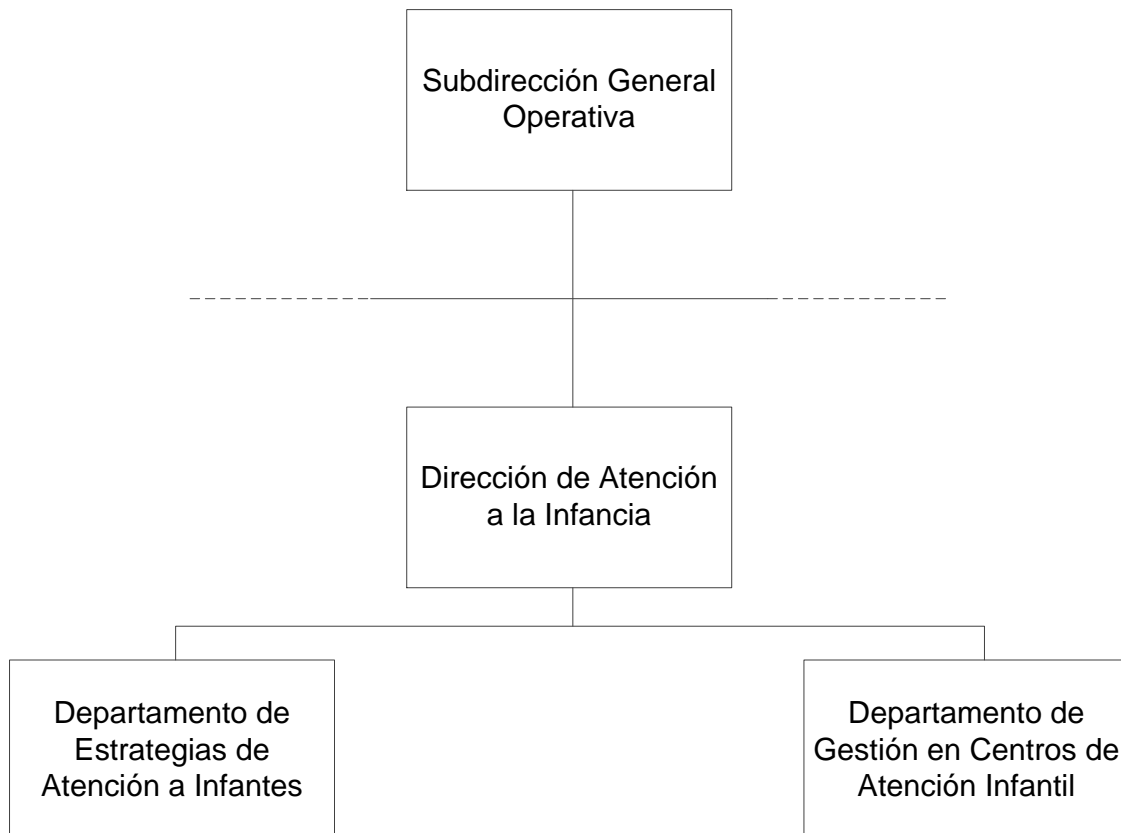 Subdirección General
Operativa
Dirección de Atención
a la Infancia
Departamento de
Estrategias de
Atención a Infantes
Departamento de
Gestión en Centros de
Atención Infantil